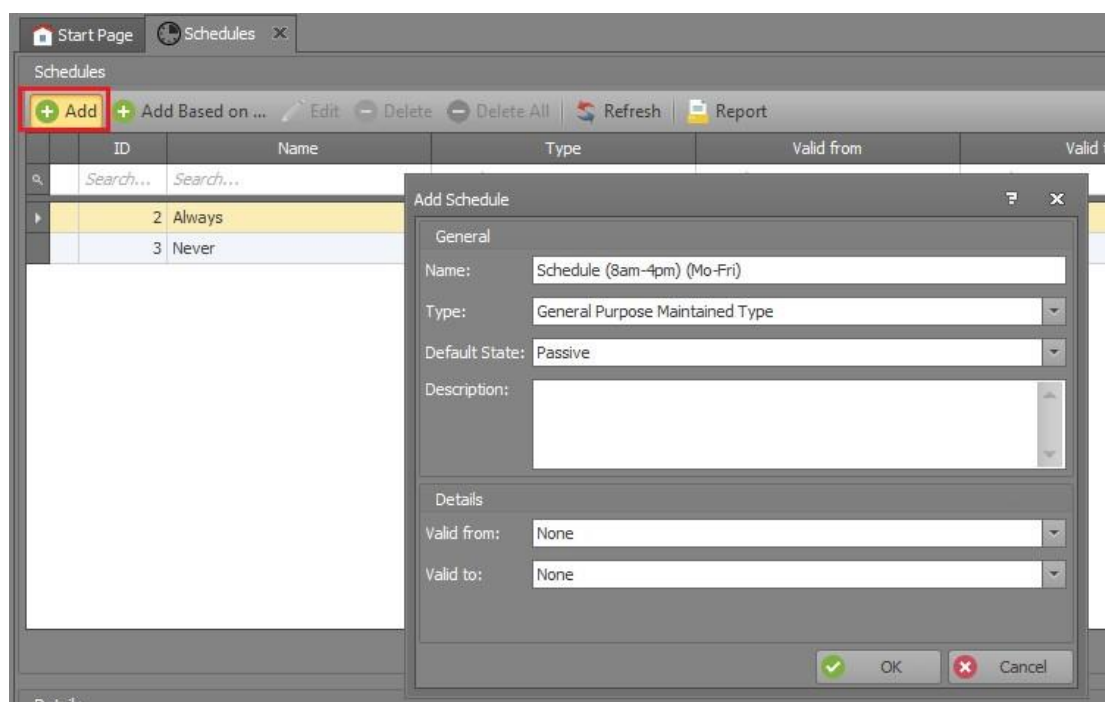 Start Page Schedules
Schedules
Add Add Based on ... Edit Delete Delete All Refresh Report
ID Name Type Valid from Valid
Search... Search...
2 Always
3 Never
Add Schedule
General
Name: Schedule (8am-4pm) (Mo-Fri)
Type: General Purpose Maintained Type
Default State: Passive
Description:
Details
Valid from: None
Valid to: None
OK Cancel